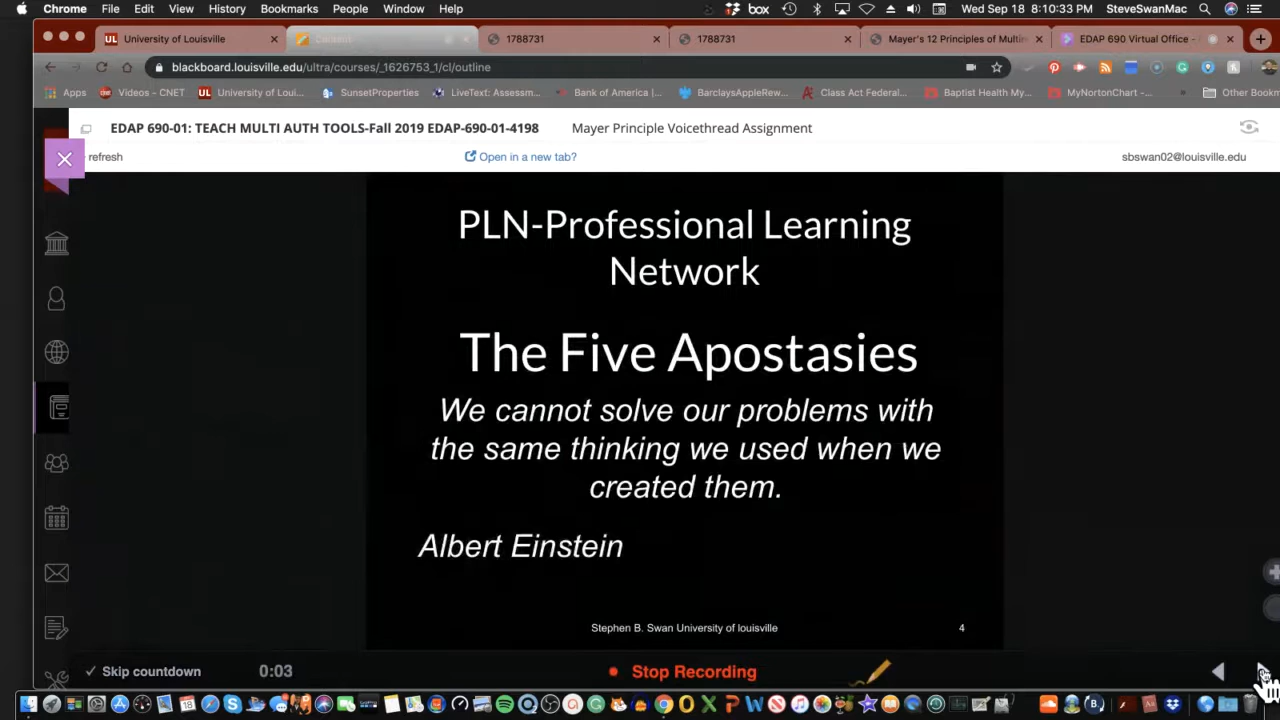 Chrome File Edit View History Bookmarks People Window Help box Wed Sep 18 8:10:33 PM SteveSwanMac
UL University of Louisville Content 1788731 1788731 Mayer's 12 Principles of Multim EDAP 690 Virtual Office -
blackboard.louisville.edu/ultra/courses/_1626753_1/cl/outline
Apps Videos - CNET UL University of Loui... SunsetProperties LiveText: Assessm... Bank of America |... BarclaysAppleRew... Class Act Federal... Baptist Health My... MyNortonChart -... » Other Bookm
EDAP 690-01: TEACH MULTI AUTH TOOLS-Fall 2019 EDAP-690-01-4198 Mayer Principle Voicethread Assignment
refresh Open in a new tab? sbswan02@louisville.edu
PLN-Professional Learning
Network
The Five Apostasies
We cannot solve our problems with
the same thinking we used when we
created them.
Albert Einstein
Stephen B. Swan University of louisville 4
✓ Skip countdown 0:03 Stop Recording